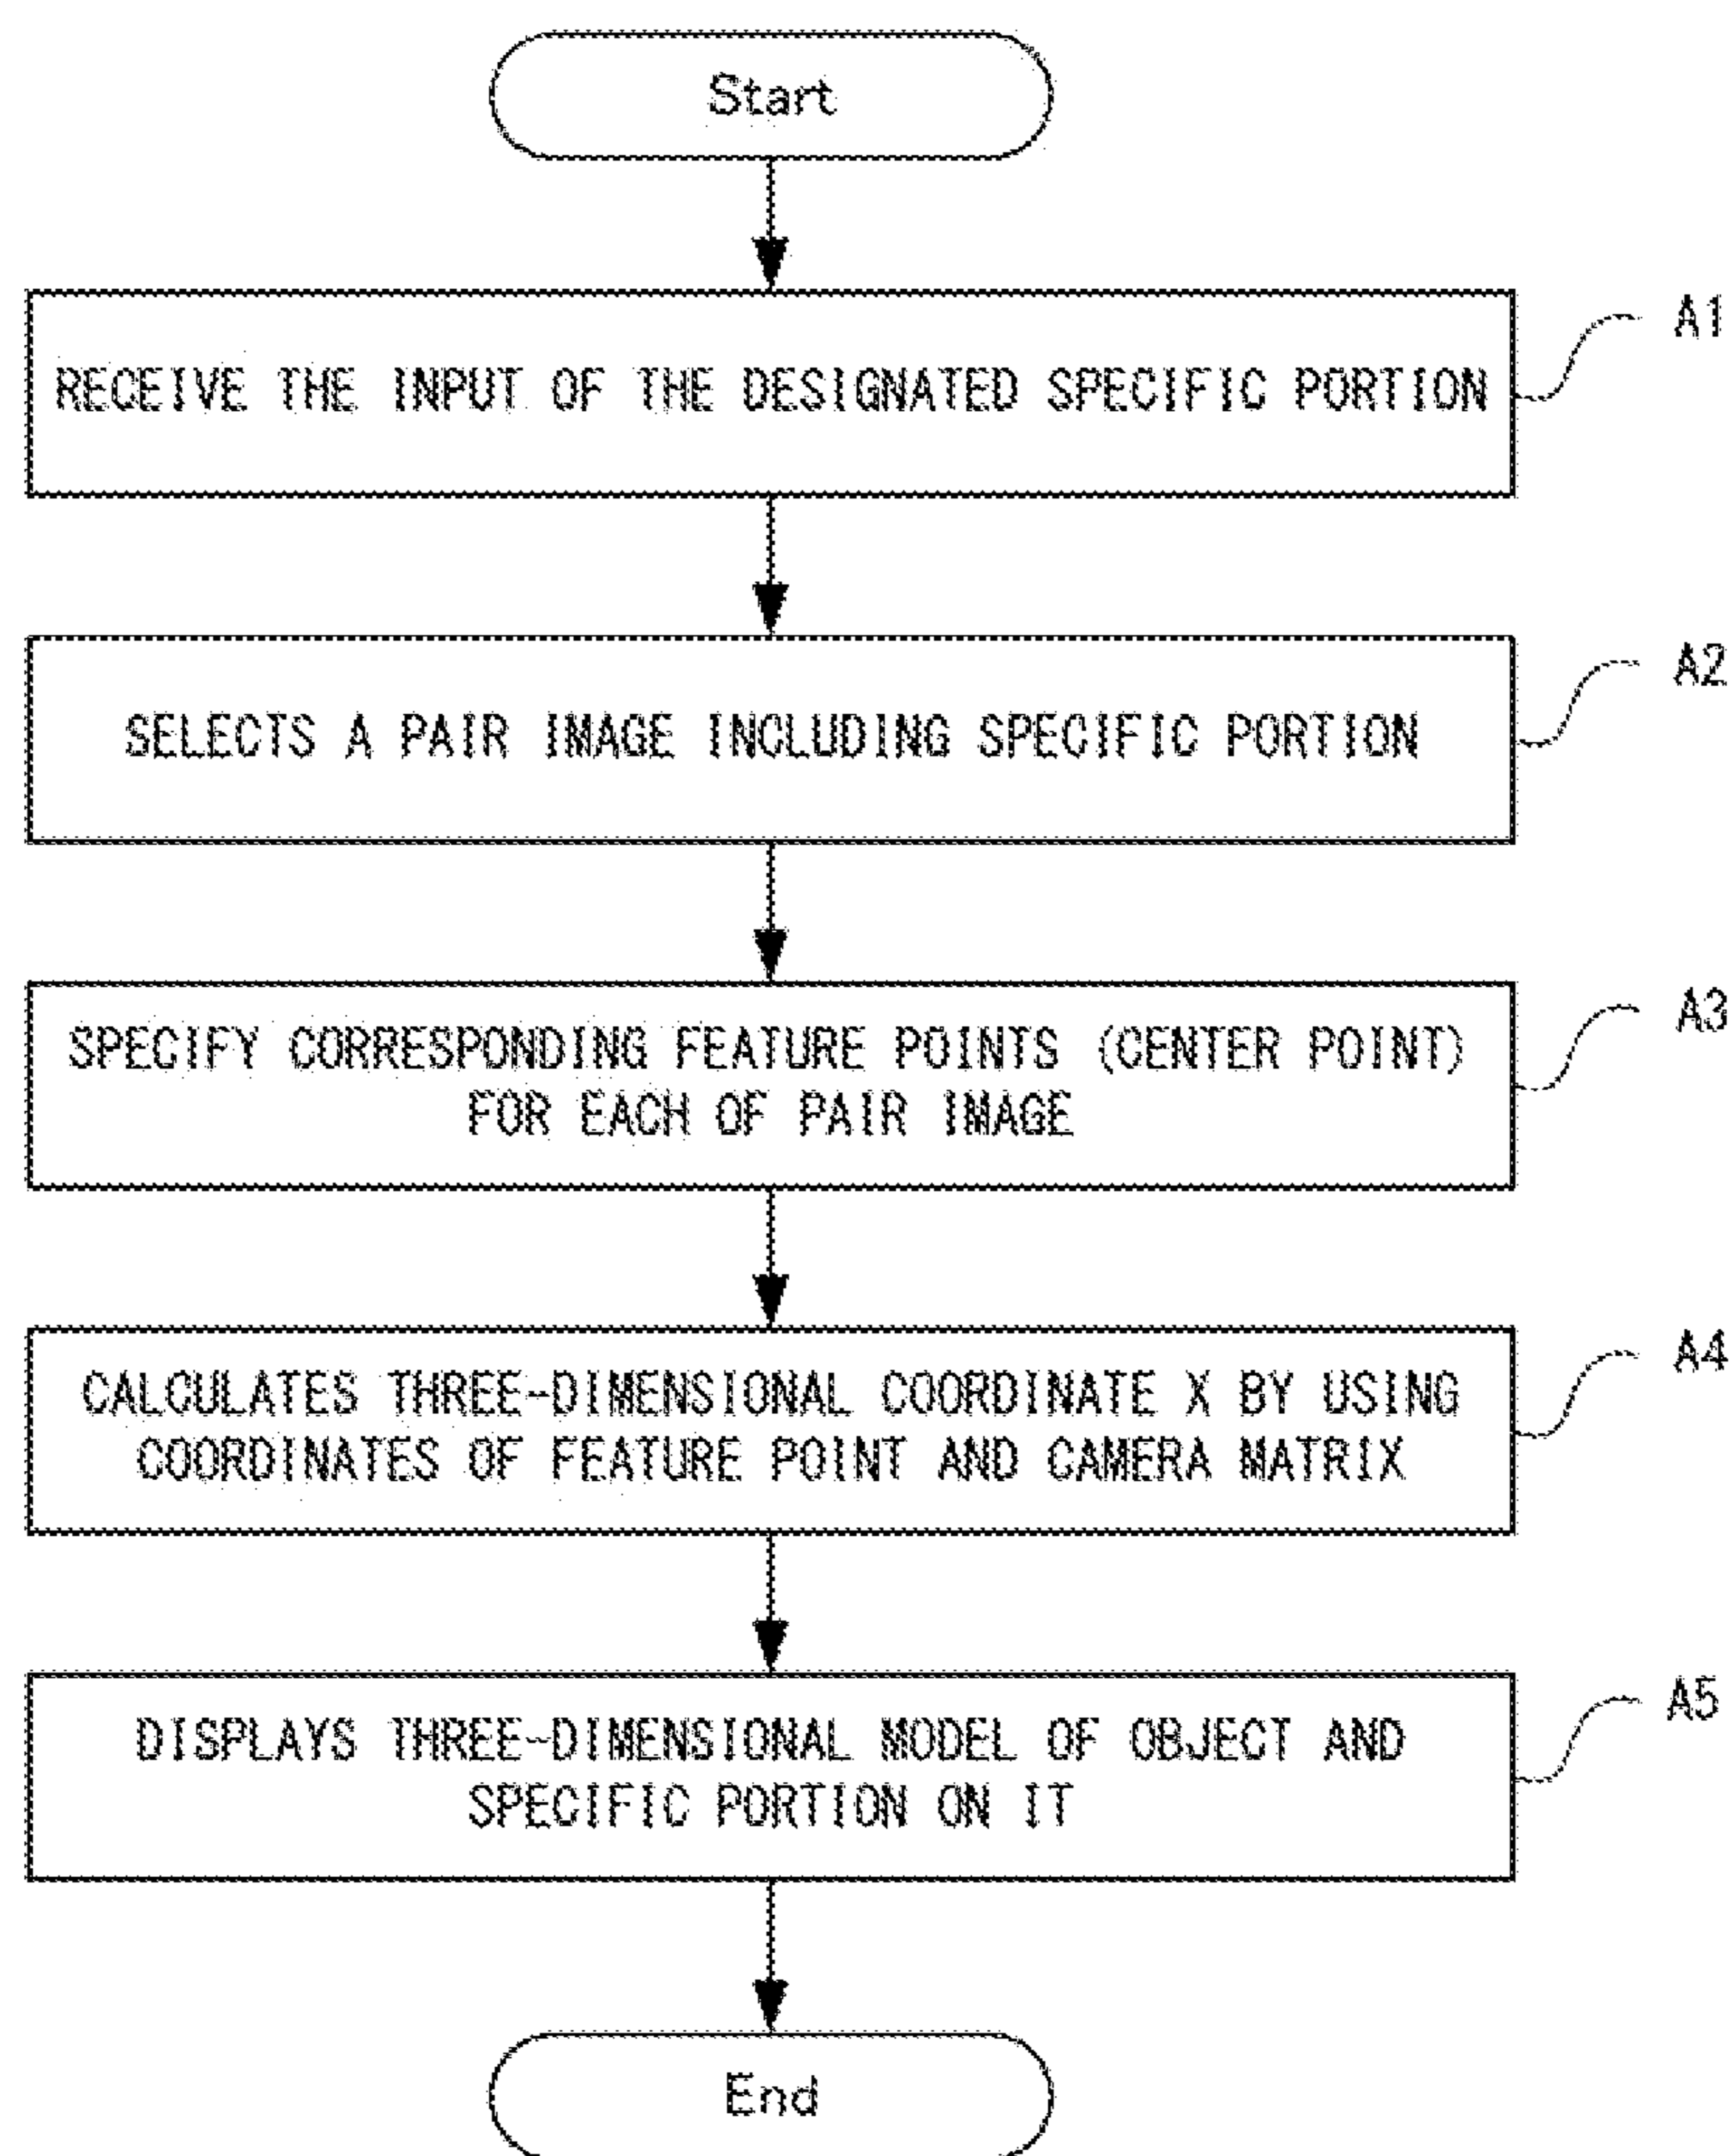 Start
RECEIVE THE INPUT OF THE DESIGNATED SPECIFIC PORTION
A1
SELECTS A PAIR IMAGE INCLUDING SPECIFIC PORTION
A2
SPECIFY CORRESPONDING FEATURE POINTS (CENTER POINT)
FOR EACH OF PAIR IMAGE
A3
CALCULATES THREE-DIMENSIONAL COORDINATE X BY USING
COORDINATES OF FEATURE POINT AND CAMERA MATRIX
A4
DISPLAYS THREE-DIMENSIONAL MODEL OF OBJECT AND
SPECIFIC PORTION ON IT
A5
End